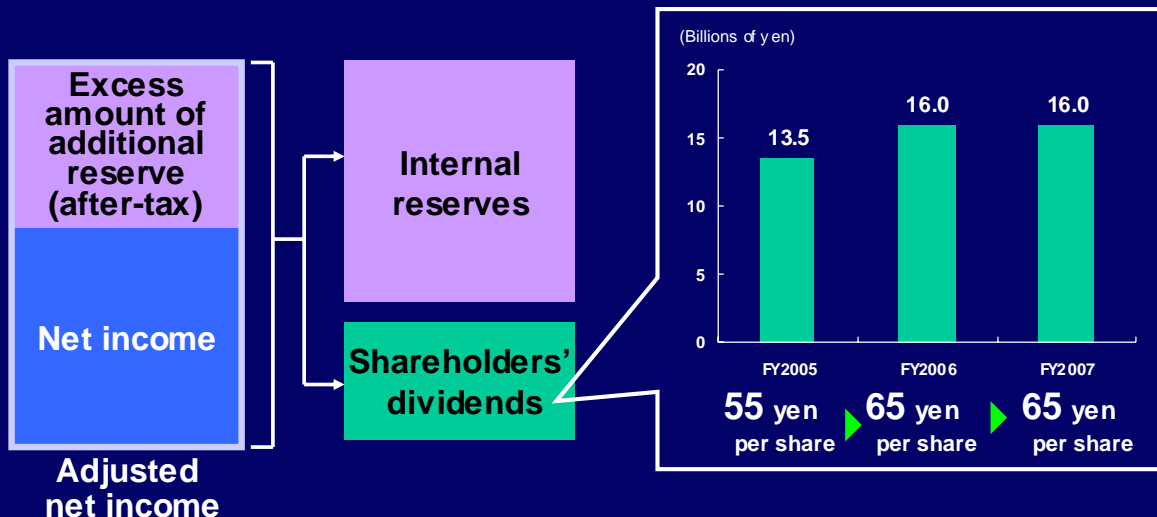 Excess
amount of
additional
reserve
(after-tax)
Net income
Adjusted
net income
Internal
reserves
Shareholders’
dividends
(Billions of yen)
20
15
10
5
0
13.5
16.0
16.0
FY2005
FY2006
FY2007
55 yen
per share
65 yen
per share
65 yen
per share